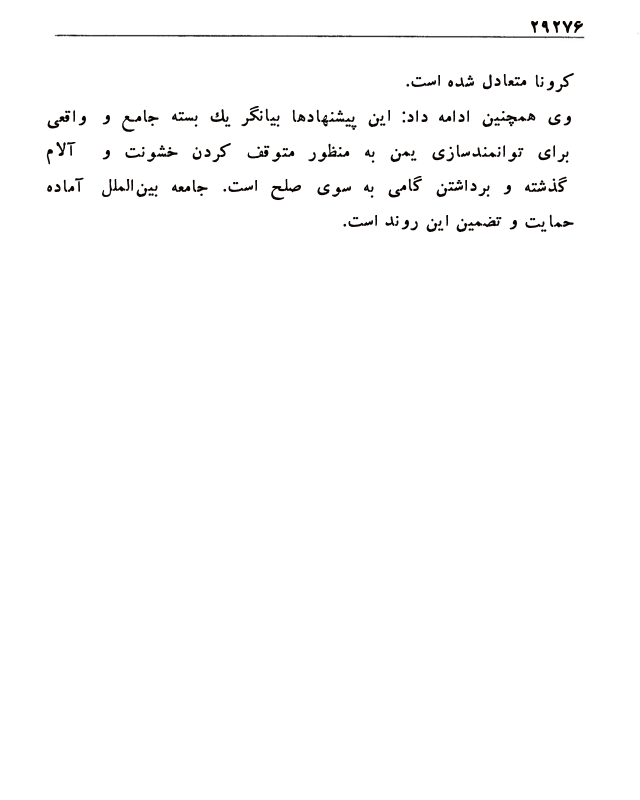 ۲۹۲۷۶
کرونا متعادل شده است.
وی همچنین ادامه داد: این پیشنهادها بیانگر یك بسته جامع و واقعی
برای توانمندسازی یمن به منظور متوقف کردن خشونت و آلام
گذشته و برداشتن گامی به سوی صلح است. جامعه بین‌الملل آماده
حمایت و تضمین این روند است.